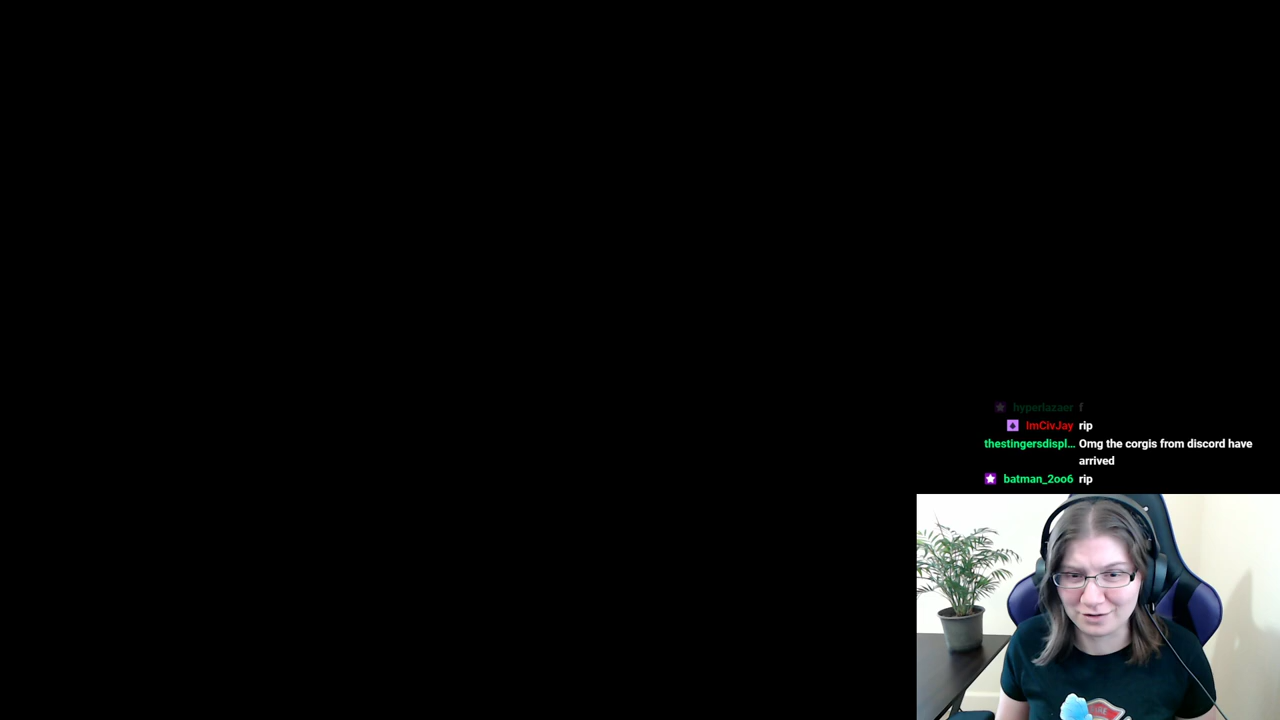 hyperlazaer f
ImCivJay rip
thestingersdispl... Omg the corgis from discord have
arrived
batman_2oo6 rip